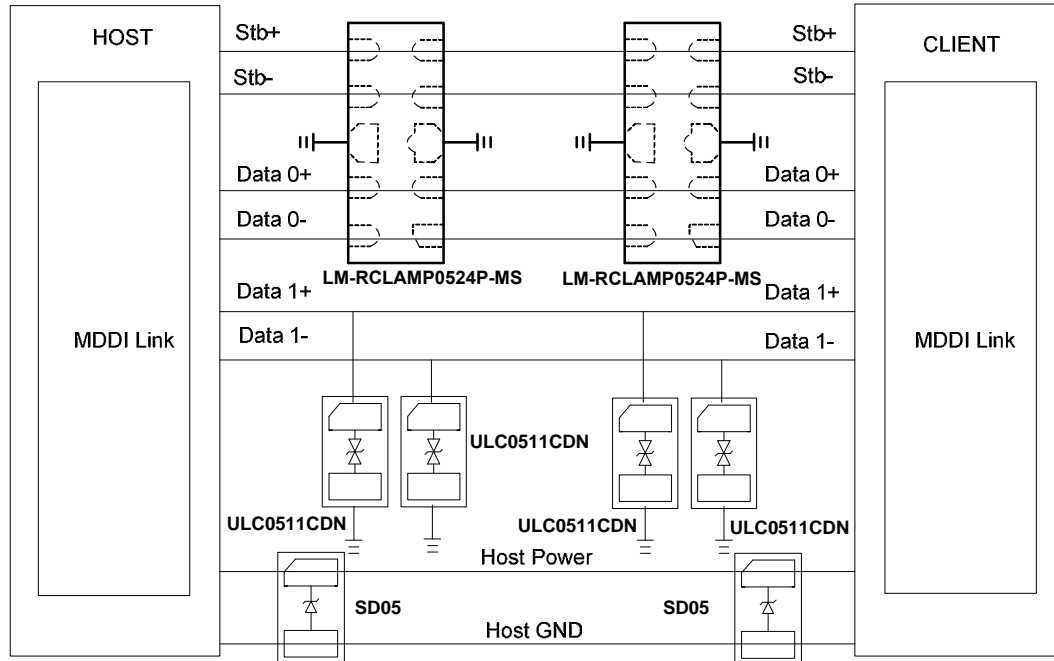 HOST
Stb+
Stb+
CLIENT
Stb-
Stb-
Data 0+
Data 0+
Data 0-
Data 0-
LM-RCLAMP0524P-MS
LM-RCLAMP0524P-MS
Data 1+
Data 1+
MDDI Link
Data 1-
Data 1-
MDDI Link
ULC0511CDN
ULC0511CDN
ULC0511CDN
ULC0511CDN
Host Power
SD05
SD05
Host GND